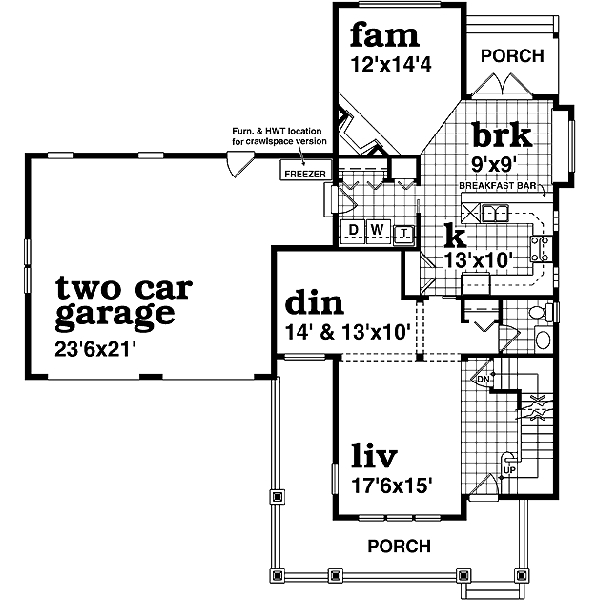 fam
12'x14'4
PORCH
Furn. & HWT location
for crawlspace version
FREEZER
brk
9'x9'
BREAKFAST BAR
D W T
k
13'x10'
two car
garage
23'6x21'
din
14' & 13'x10'
DN
liv
17'6x15'
UP
PORCH